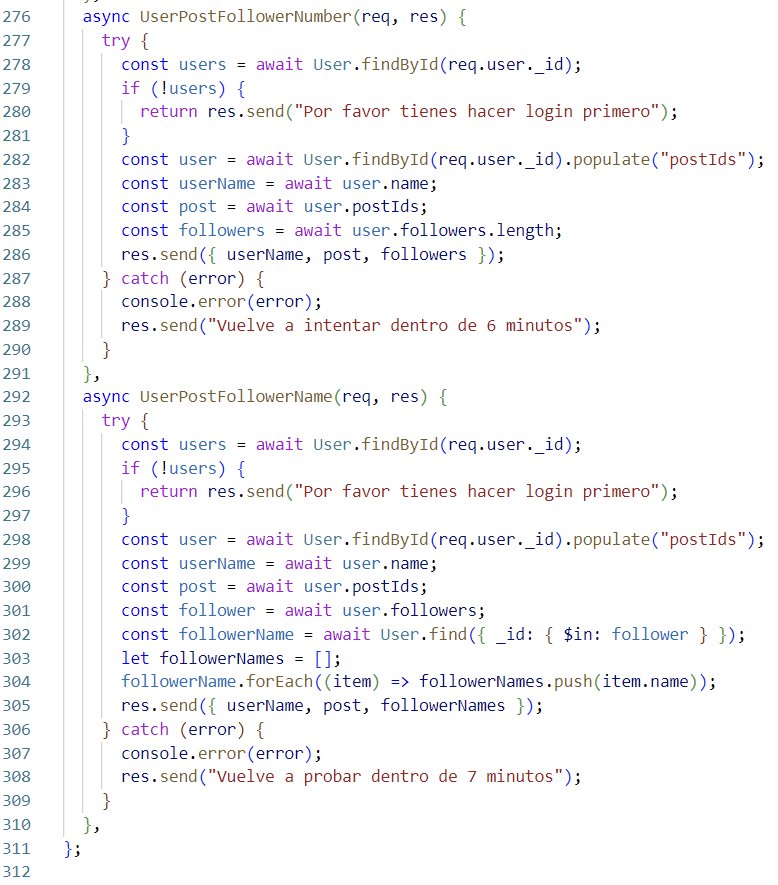 276 async UserPostFollowerNumber(req, res) {
277 try {
278 const users = await User.findById(req.user._id);
279 if (!users) {
280 return res.send("Por favor tienes hacer login primero");
281 }
282 const user = await User.findById(req.user._id).populate("postIds");
283 const userName = await user.name;
284 const post = await user.postIds;
285 const followers = await user.followers.length;
286 res.send({ userName, post, followers });
287 } catch (error) {
288 console.error(error);
289 res.send("Vuelve a intentar dentro de 6 minutos");
290 }
291 },
292 async UserPostFollowerName(req, res) {
293 try {
294 const users = await User.findById(req.user._id);
295 if (!users) {
296 return res.send("Por favor tienes hacer login primero");
297 }
298 const user = await User.findById(req.user._id).populate("postIds");
299 const userName = await user.name;
300 const post = await user.postIds;
301 const follower = await user.followers;
302 const followerName = await User.find({ _id: { $in: follower } });
303 let followerNames = [];
304 followerName.forEach((item) => followerNames.push(item.name));
305 res.send({ userName, post, followerNames });
306 } catch (error) {
307 console.error(error);
308 res.send("Vuelve a probar dentro de 7 minutos");
309 }
310 },
311 };
312